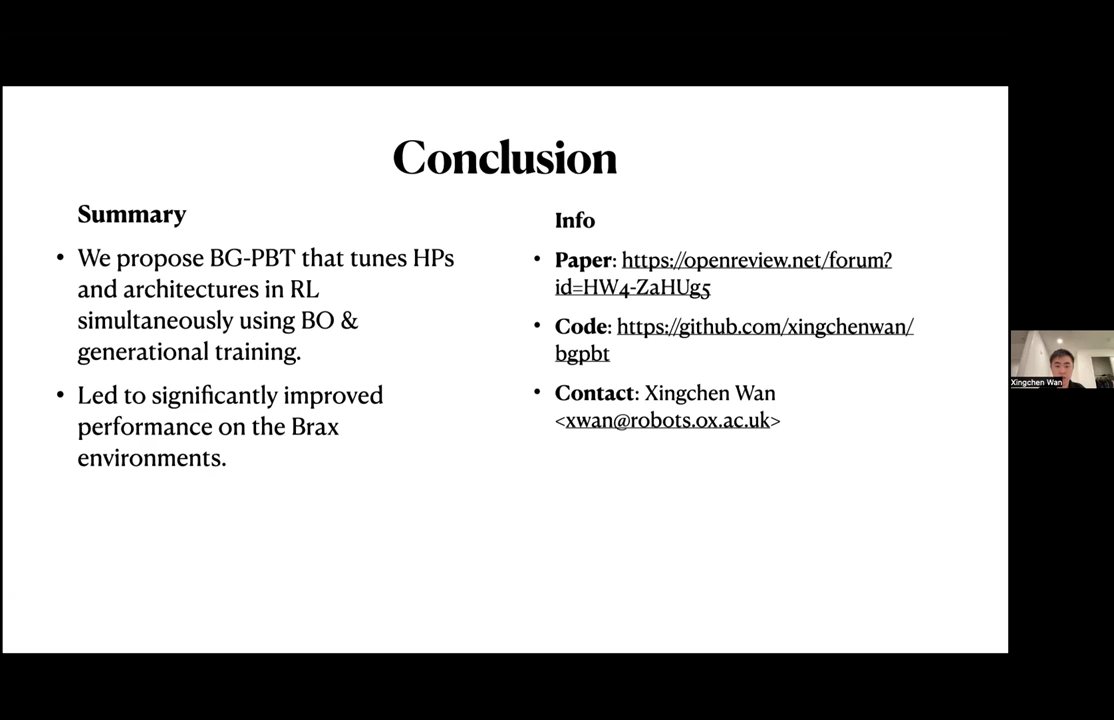 Conclusion
Summary
• We propose BG-PBT that tunes HPs
and architectures in RL
simultaneously using BO &
generational training.
• Led to significantly improved
performance on the Brax
environments.
Info
• Paper: https://openreview.net/forum?
id=HW4-ZaHUg5
• Code: https://github.com/xingchenwan/
bgpbt
• Contact: Xingchen Wan
<xwan@robots.ox.ac.uk>
Xingchen Wan